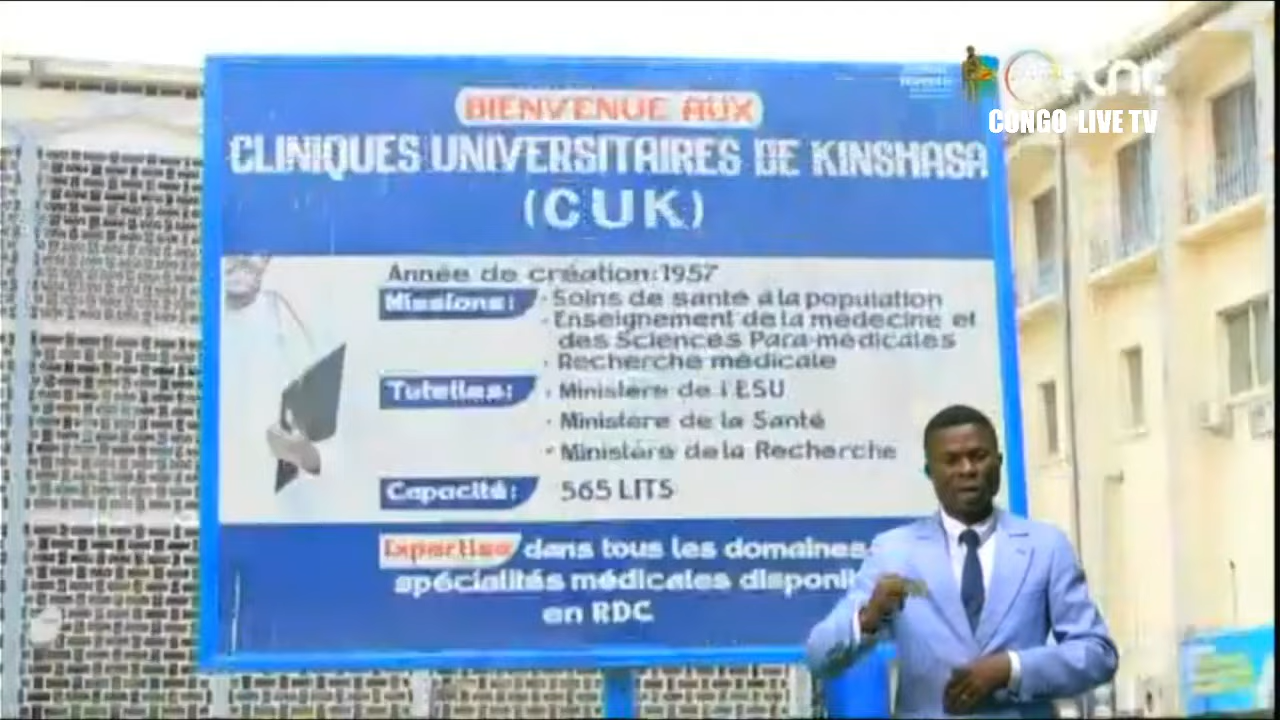 BIENVENUE AUX
CLINIQUES UNIVERSITAIRES DE KINSHASA
(CUK)
Année de création: 1957
Missions: · Soins de santé à la population
· Enseignement de la médecine et
des Sciences Para-médicales
· Recherche médicale
Tutelles: · Ministère de l'ESU
· Ministère de la Santé
· Ministère de la Recherche
Capacité: 565 LITS
Expertise dans tous les domaines
spécialités médicales
en RDC
CONGO LIVE TV